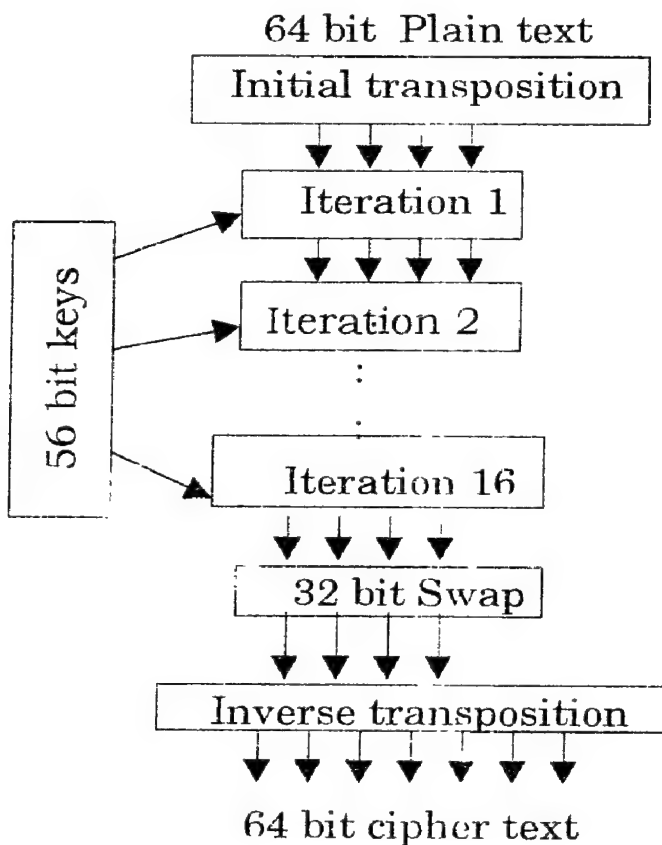 64 bit Plain text
Initial transposition
Iteration 1
56 bit keys
Iteration 2
Iteration 16
32 bit Swap
Inverse transposition
64 bit cipher text